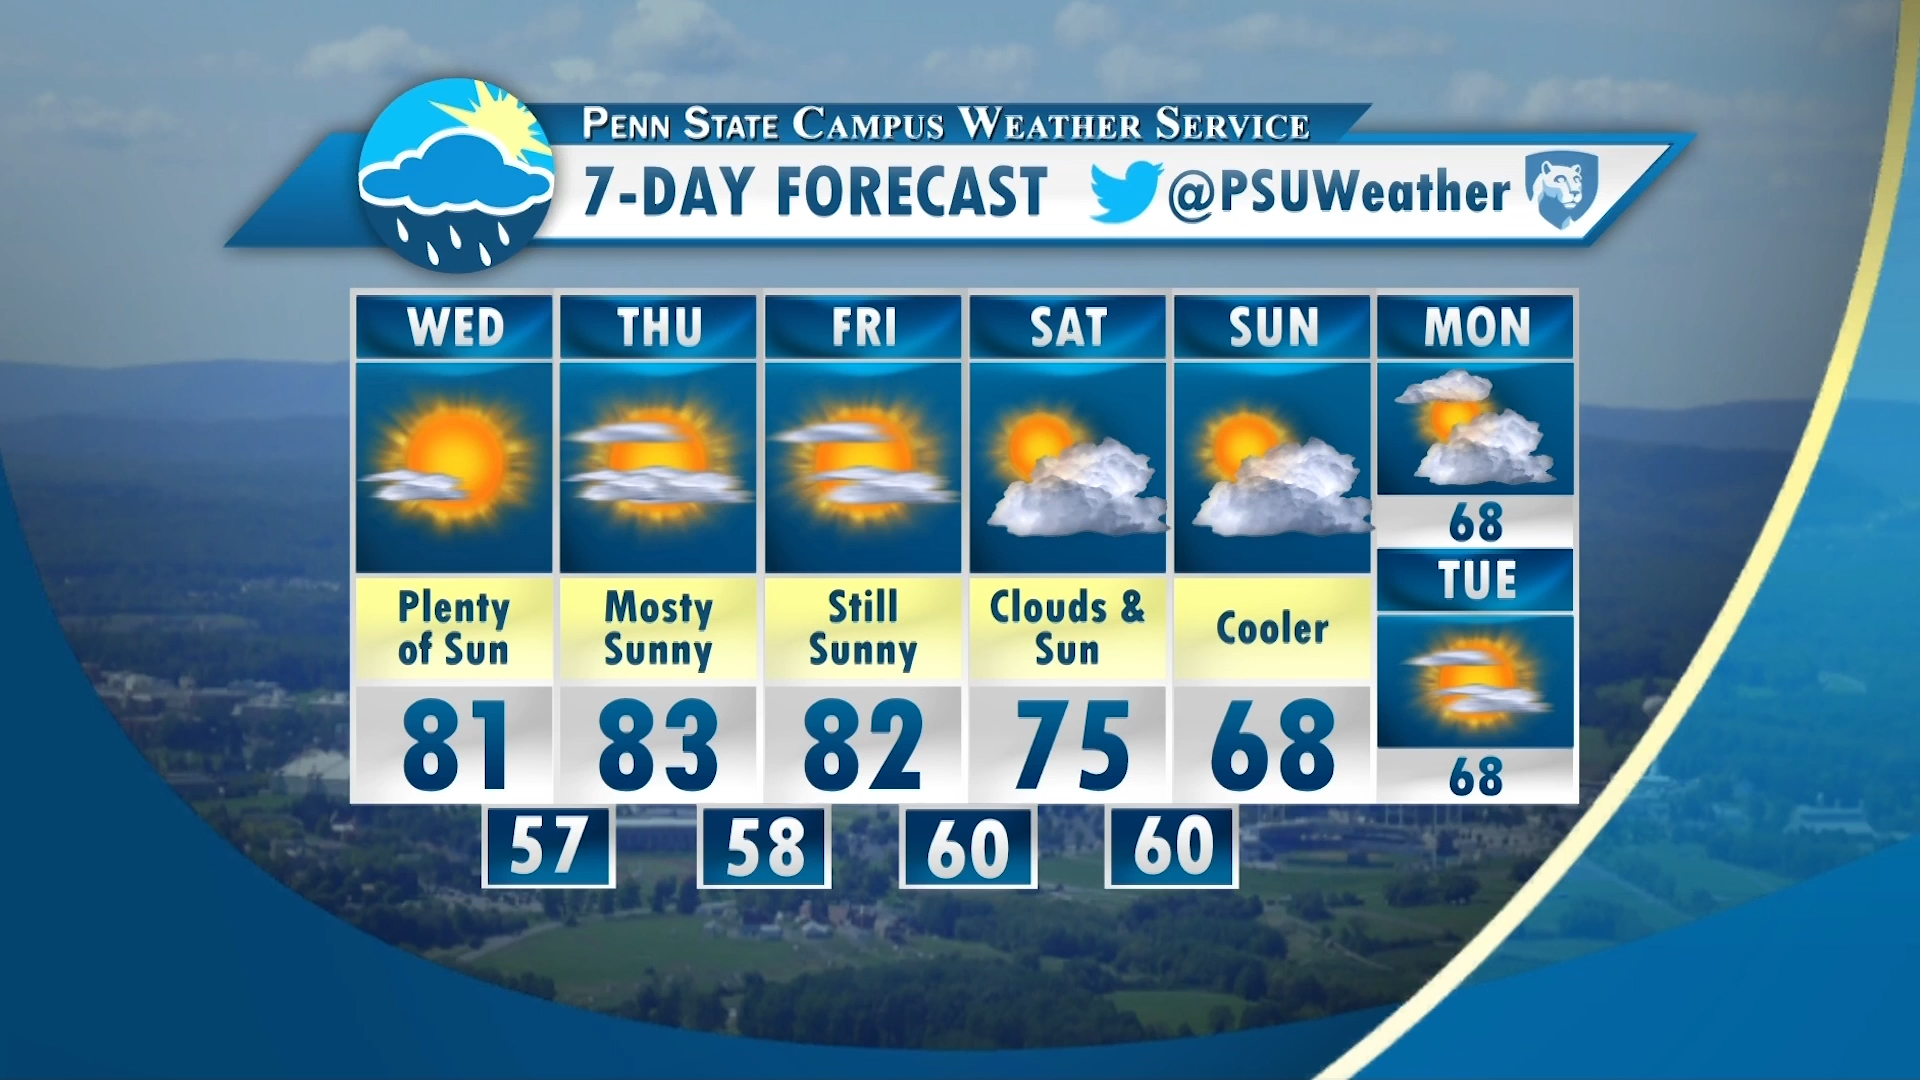 PENN STATE CAMPUS WEATHER SERVICE
7-DAY FORECAST @PSUWeather
WED THU FRI SAT SUN MON
68
TUE
Plenty of Sun
Mosty Sunny
Still Sunny
Clouds & Sun
Cooler
81 83 82 75 68 68
57 58 60 60